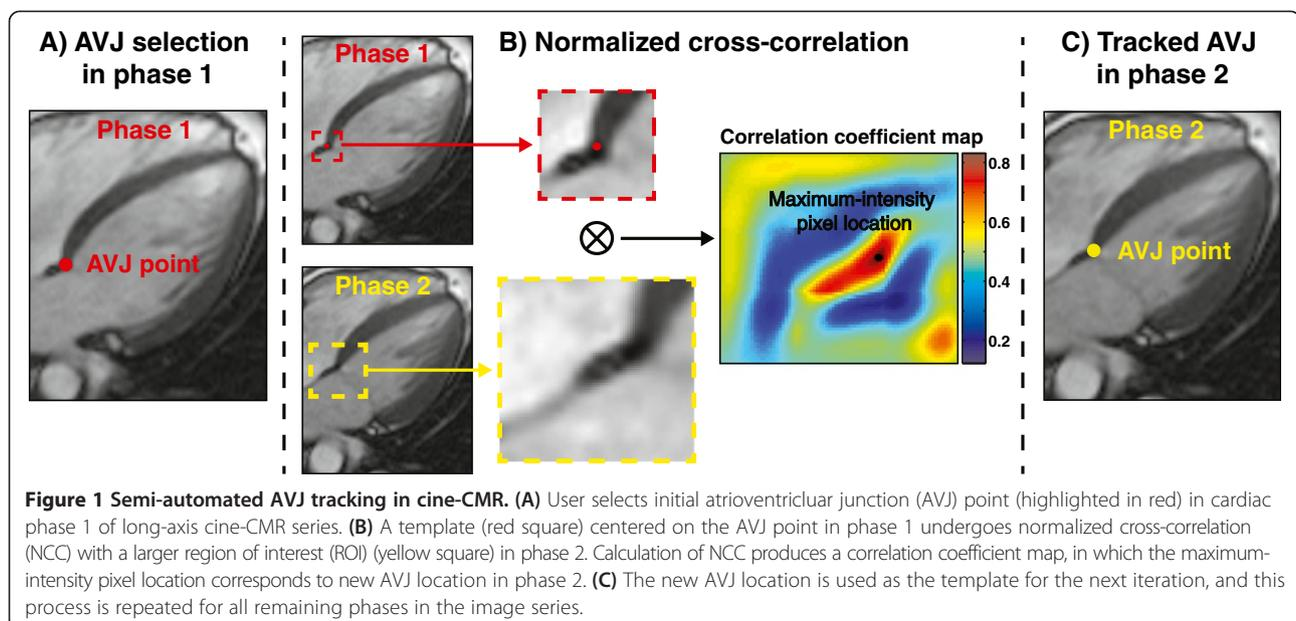 A) AVJ selection
in phase 1
Phase 1
AVJ point
B) Normalized cross-correlation
Phase 1
Phase 2
Correlation coefficient map
Maximum-intensity
pixel location
0.8
0.6
0.4
0.2
C) Tracked AVJ
in phase 2
Phase 2
AVJ point
Figure 1 Semi-automated AVJ tracking in cine-CMR. (A) User selects initial atrioventricluar junction (AVJ) point (highlighted in red) in cardiac
phase 1 of long-axis cine-CMR series. (B) A template (red square) centered on the AVJ point in phase 1 undergoes normalized cross-correlation
(NCC) with a larger region of interest (ROI) (yellow square) in phase 2. Calculation of NCC produces a correlation coefficient map, in which the maximum-
intensity pixel location corresponds to new AVJ location in phase 2. (C) The new AVJ location is used as the template for the next iteration, and this
process is repeated for all remaining phases in the image series.